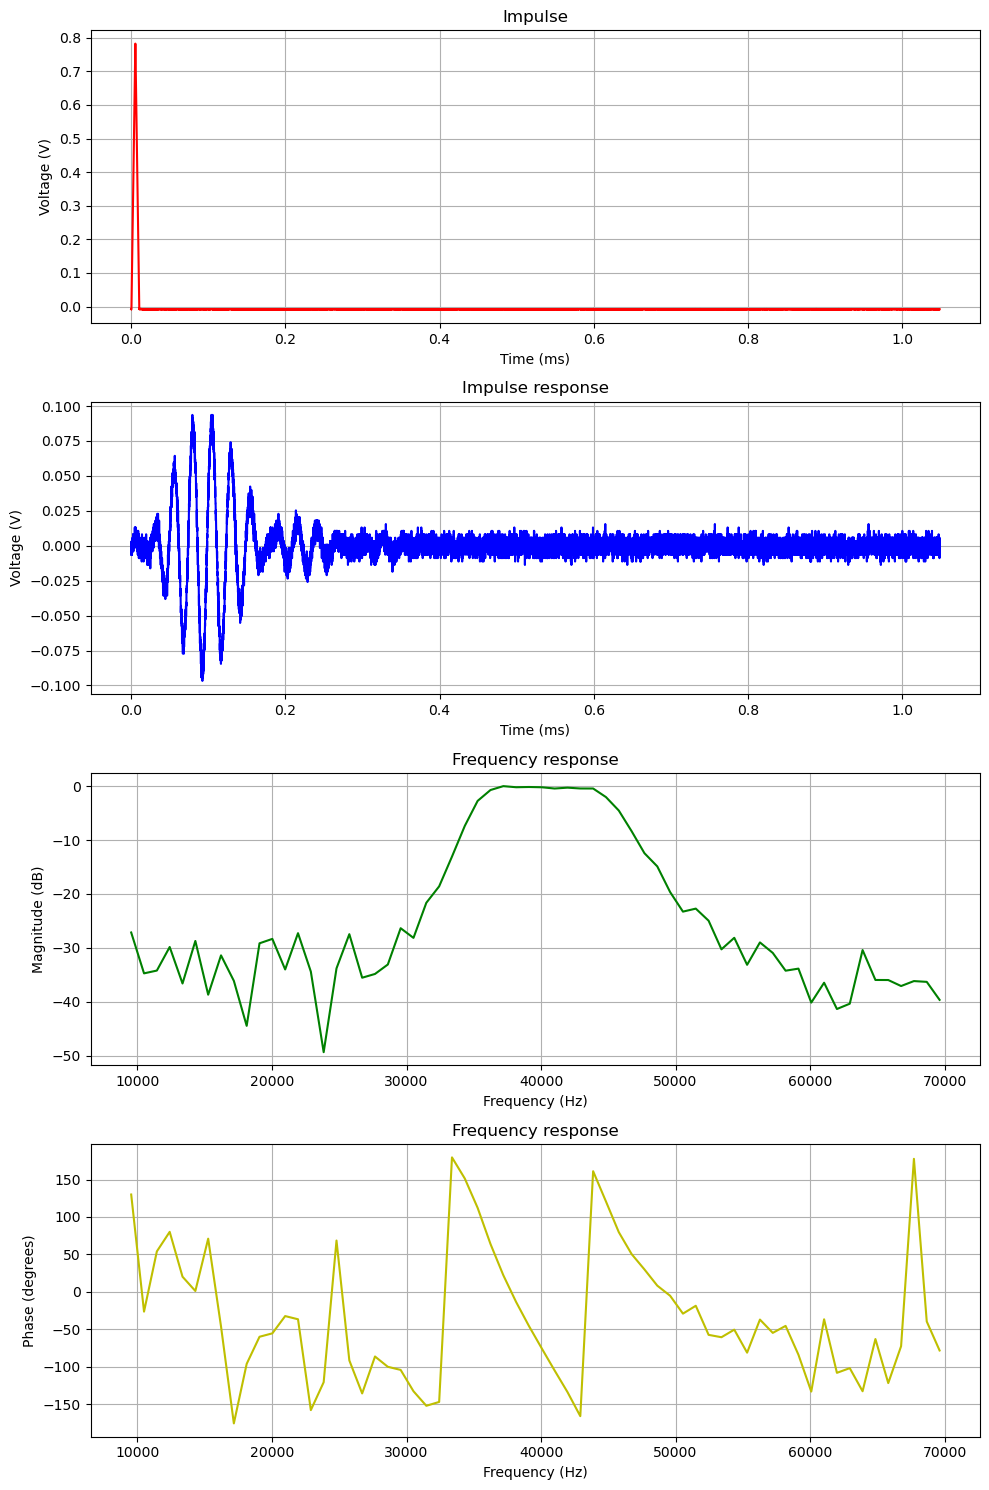 Impulse
0.8
0.7
0.6
0.5
0.4
0.3
0.2
0.1
0.0
Voltage (V)
0.0 0.2 0.4 0.6 0.8 1.0
Time (ms)
Impulse response
0.100
0.075
0.050
0.025
0.000
−0.025
−0.050
−0.075
−0.100
Voltage (V)
0.0 0.2 0.4 0.6 0.8 1.0
Time (ms)
Frequency response
0
−10
−20
−30
−40
−50
Magnitude (dB)
10000 20000 30000 40000 50000 60000 70000
Frequency (Hz)
Frequency response
150
100
50
0
−50
−100
−150
Phase (degrees)
10000 20000 30000 40000 50000 60000 70000
Frequency (Hz)